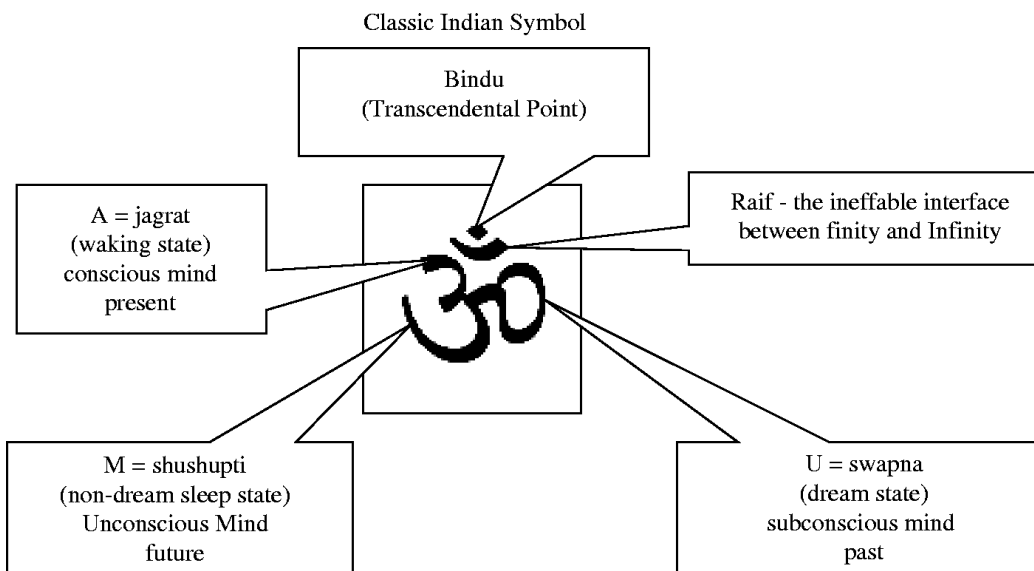 Classic Indian Symbol
Bindu
(Transcendental Point)
A = jagrat
(waking state)
conscious mind
present
Raif - the ineffable interface
between finity and Infinity
ॐ
M = shushupti
(non-dream sleep state)
Unconscious Mind
future
U = swapna
(dream state)
subconscious mind
past